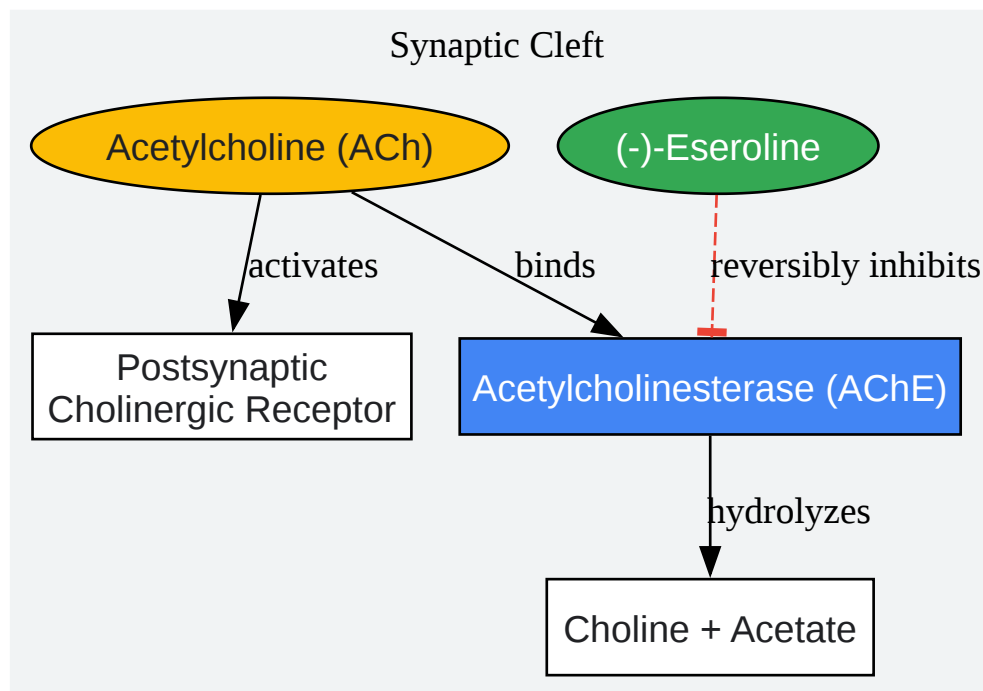 Synaptic Cleft
Acetylcholine (ACh)
(-)-Eseroline
activates
binds
reversibly inhibits
Postsynaptic
Cholinergic Receptor
Acetylcholinesterase (AChE)
hydrolyzes
Choline + Acetate